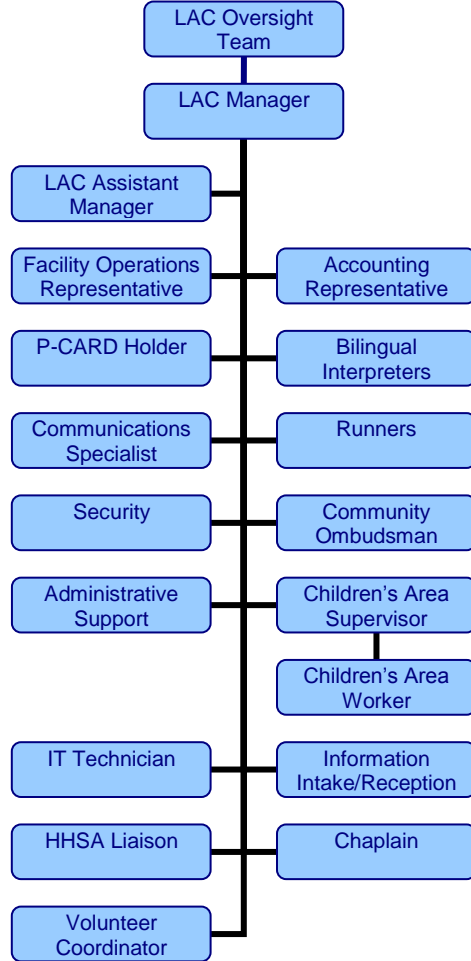 LAC Oversight
Team
LAC Manager
LAC Assistant
Manager
Facility Operations
Representative
Accounting
Representative
P-CARD Holder
Bilingual
Interpreters
Communications
Specialist
Runners
Security
Community
Ombudsman
Administrative
Support
Children’s Area
Supervisor
Children’s Area
Worker
IT Technician
Information
Intake/Reception
HHSA Liaison
Chaplain
Volunteer
Coordinator